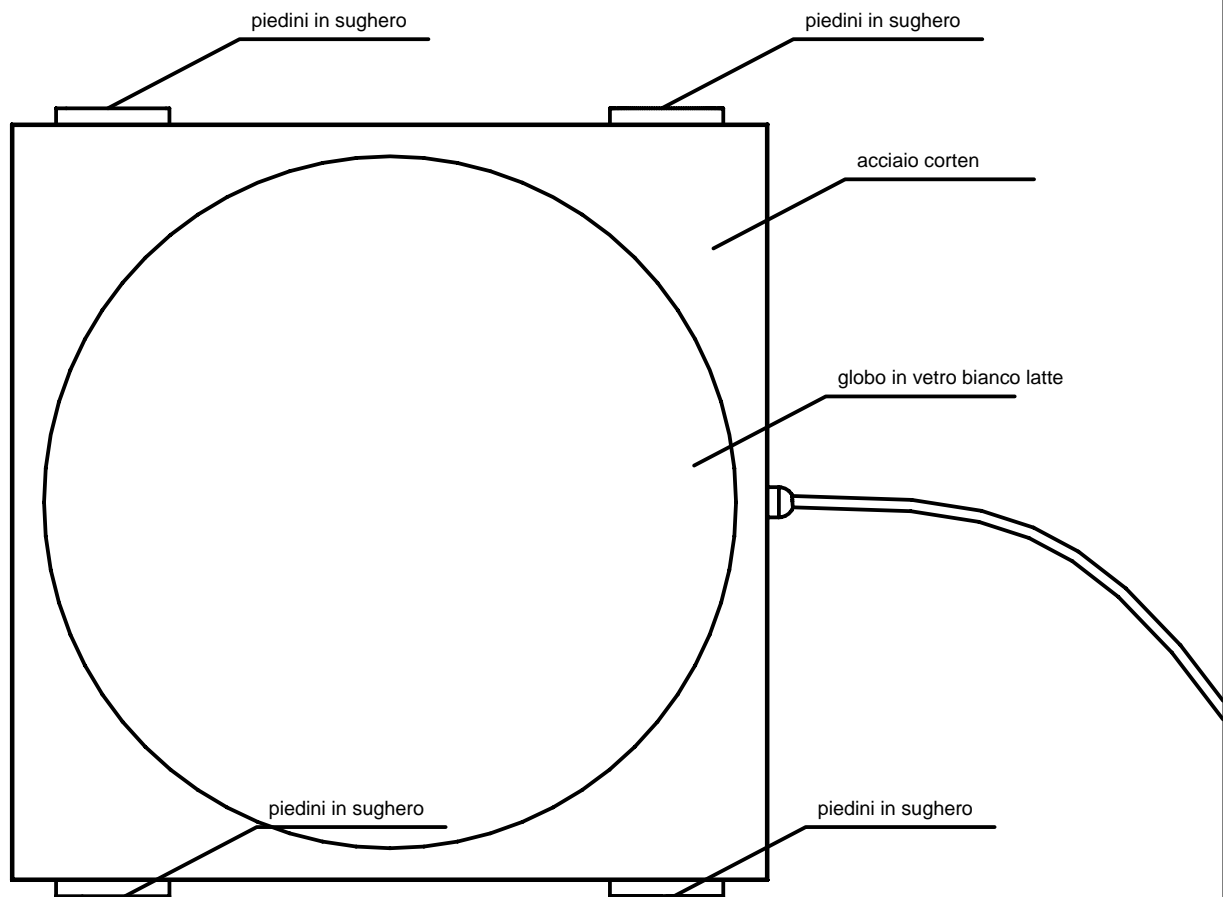 piedini in sughero
piedini in sughero
acciaio corten
globo in vetro bianco latte
piedini in sughero
piedini in sughero